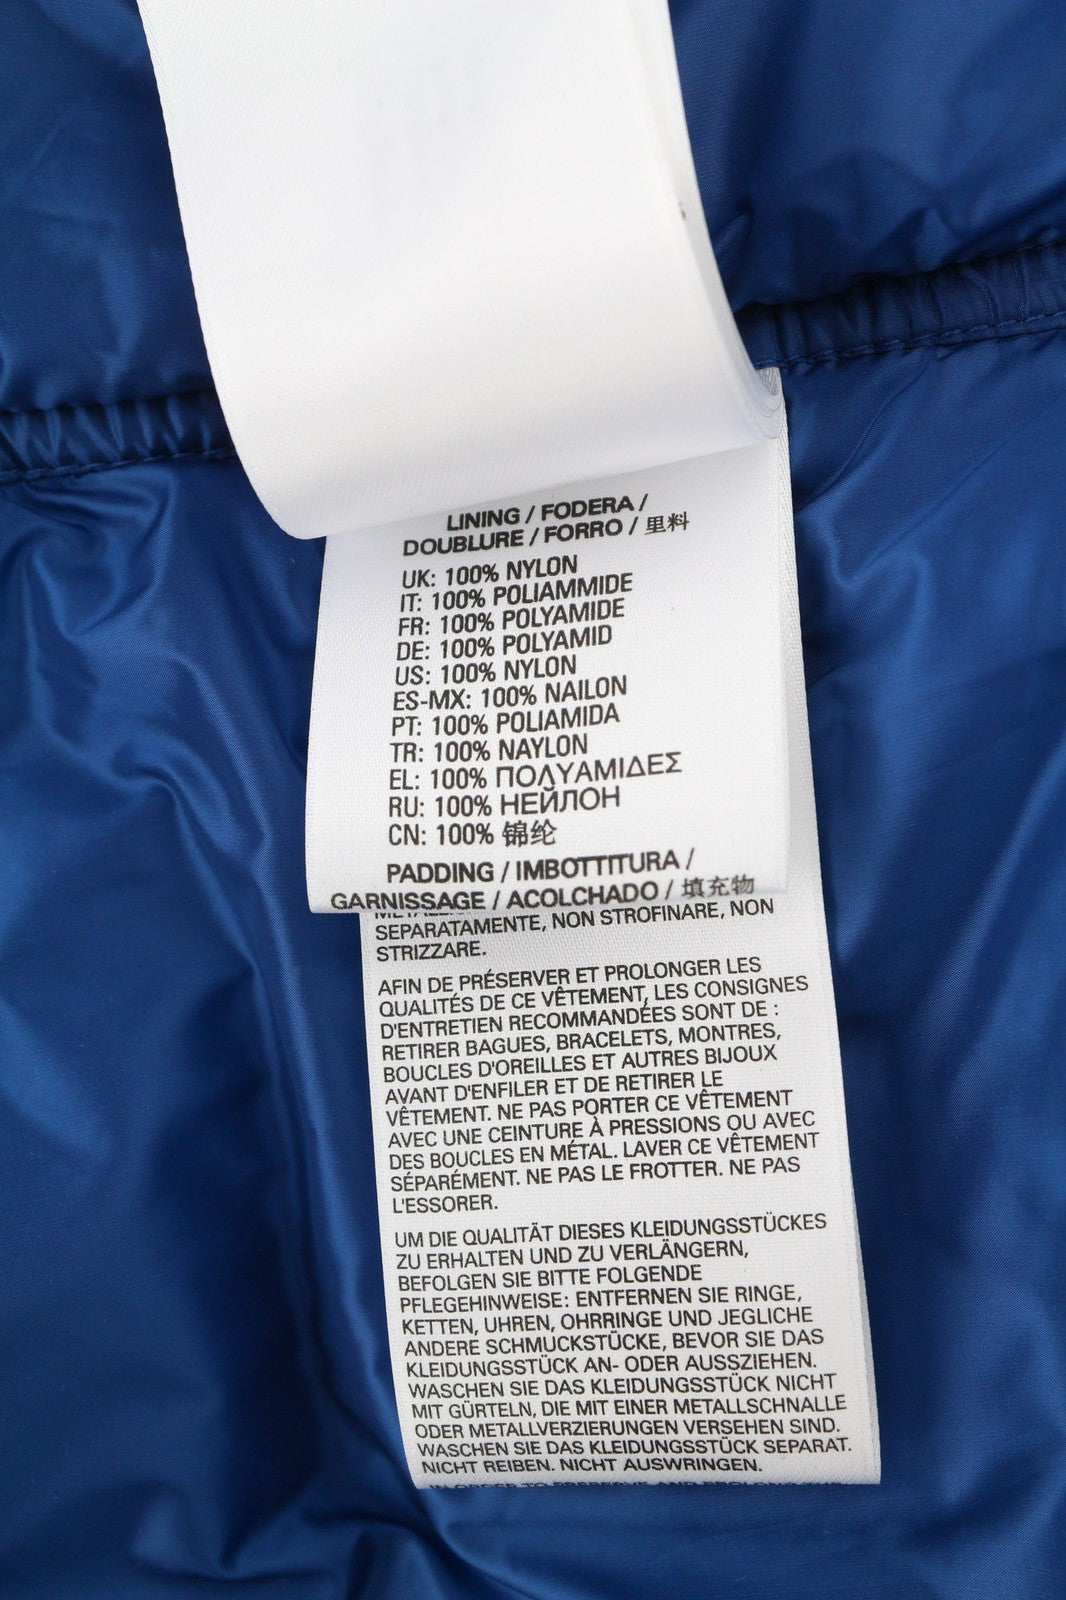 LINING / FODERA /
DOUBLURE / FORRO / 里料
UK: 100% NYLON
IT: 100% POLIAMMIDE
FR: 100% POLYAMIDE
DE: 100% POLYAMID
US: 100% NYLON
ES-MX: 100% NAILON
PT: 100% POLIAMIDA
TR: 100% NAYLON
EL: 100% ΠΟΛΥΑΜΙΔΕΣ
RU: 100% НЕЙЛОН
CN: 100% 锦纶
PADDING / IMBOTTITURA /
GARNISSAGE / ACOLCHADO / 填充物
SEPARATAMENTE, NON STROFINARE, NON
STRIZZARE.
AFIN DE PRÉSERVER ET PROLONGER LES
QUALITÉS DE CE VÊTEMENT, LES CONSIGNES
D'ENTRETIEN RECOMMANDÉES SONT DE :
RETIRER BAGUES, BRACELETS, MONTRES,
BOUCLES D'OREILLES ET AUTRES BIJOUX
AVANT D'ENFILER ET DE RETIRER LE
VÊTEMENT. NE PAS PORTER CE VÊTEMENT
AVEC UNE CEINTURE À PRESSIONS OU AVEC
DES BOUCLES EN MÉTAL. LAVER CE VÊTEMENT
SÉPARÉMENT. NE PAS LE FROTTER. NE PAS
L'ESSORER.
UM DIE QUALITÄT DIESES KLEIDUNGSSTÜCKES
ZU ERHALTEN UND ZU VERLÄNGERN,
BEFOLGEN SIE BITTE FOLGENDE
PFLEGEHINWEISE: ENTFERNEN SIE RINGE,
KETTEN, UHREN, OHRRINGE UND JEGLICHE
ANDERE SCHMUCKSTÜCKE, BEVOR SIE DAS
KLEIDUNGSSTÜCK AN- ODER AUSSZIEHEN.
WASCHEN SIE DAS KLEIDUNGSSTÜCK NICHT
MIT GÜRTELN, DIE MIT EINER METALLSCHNALLE
ODER METALLVERZIERUNGEN VERSEHEN SIND.
WASCHEN SIE DAS KLEIDUNGSSTÜCK SEPARAT.
NICHT REIBEN. NICHT AUSWRINGEN.